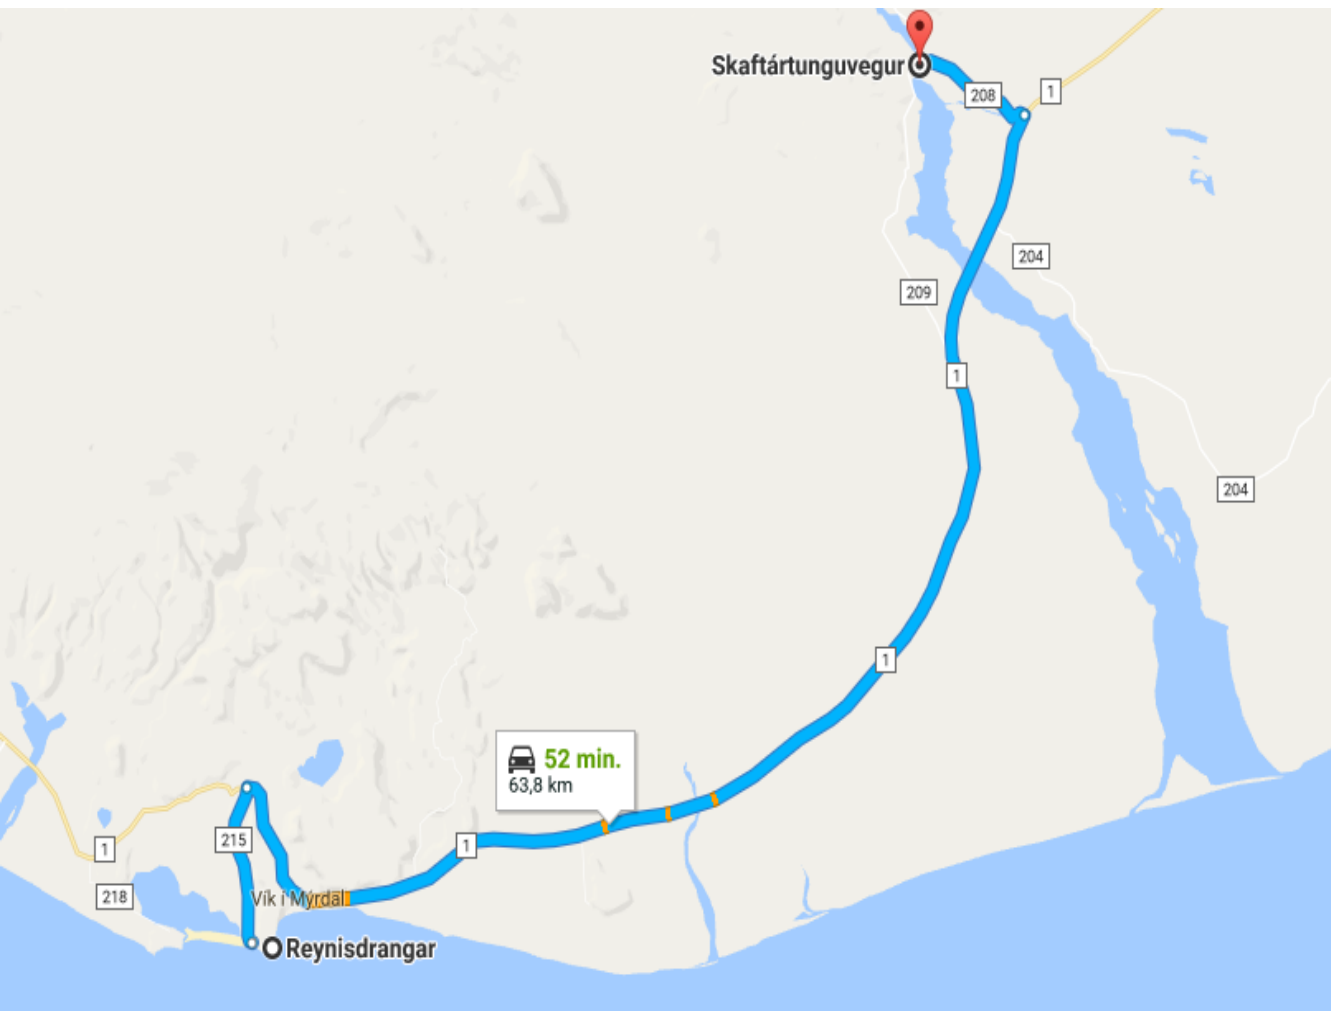 Skaftártunguvegur
208
1
204
209
1
204
1
52 min.
63,8 km
1
215
1
218
Vík í Mýrdal
Reynisdrangar